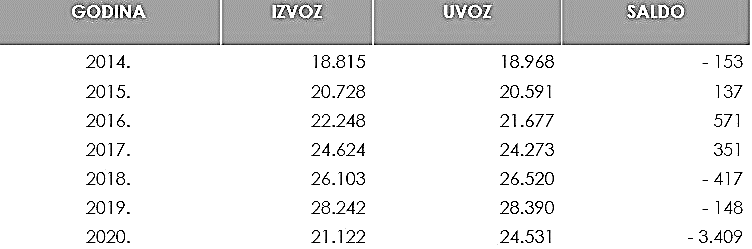 GODINA IZVOZ UVOZ SALDO
2014. 18.815 18.968 - 153
2015. 20.728 20.591 137
2016. 22.248 21.677 571
2017. 24.624 24.273 351
2018. 26.103 26.520 - 417
2019. 28.242 28.390 - 148
2020. 21.122 24.531 - 3.409